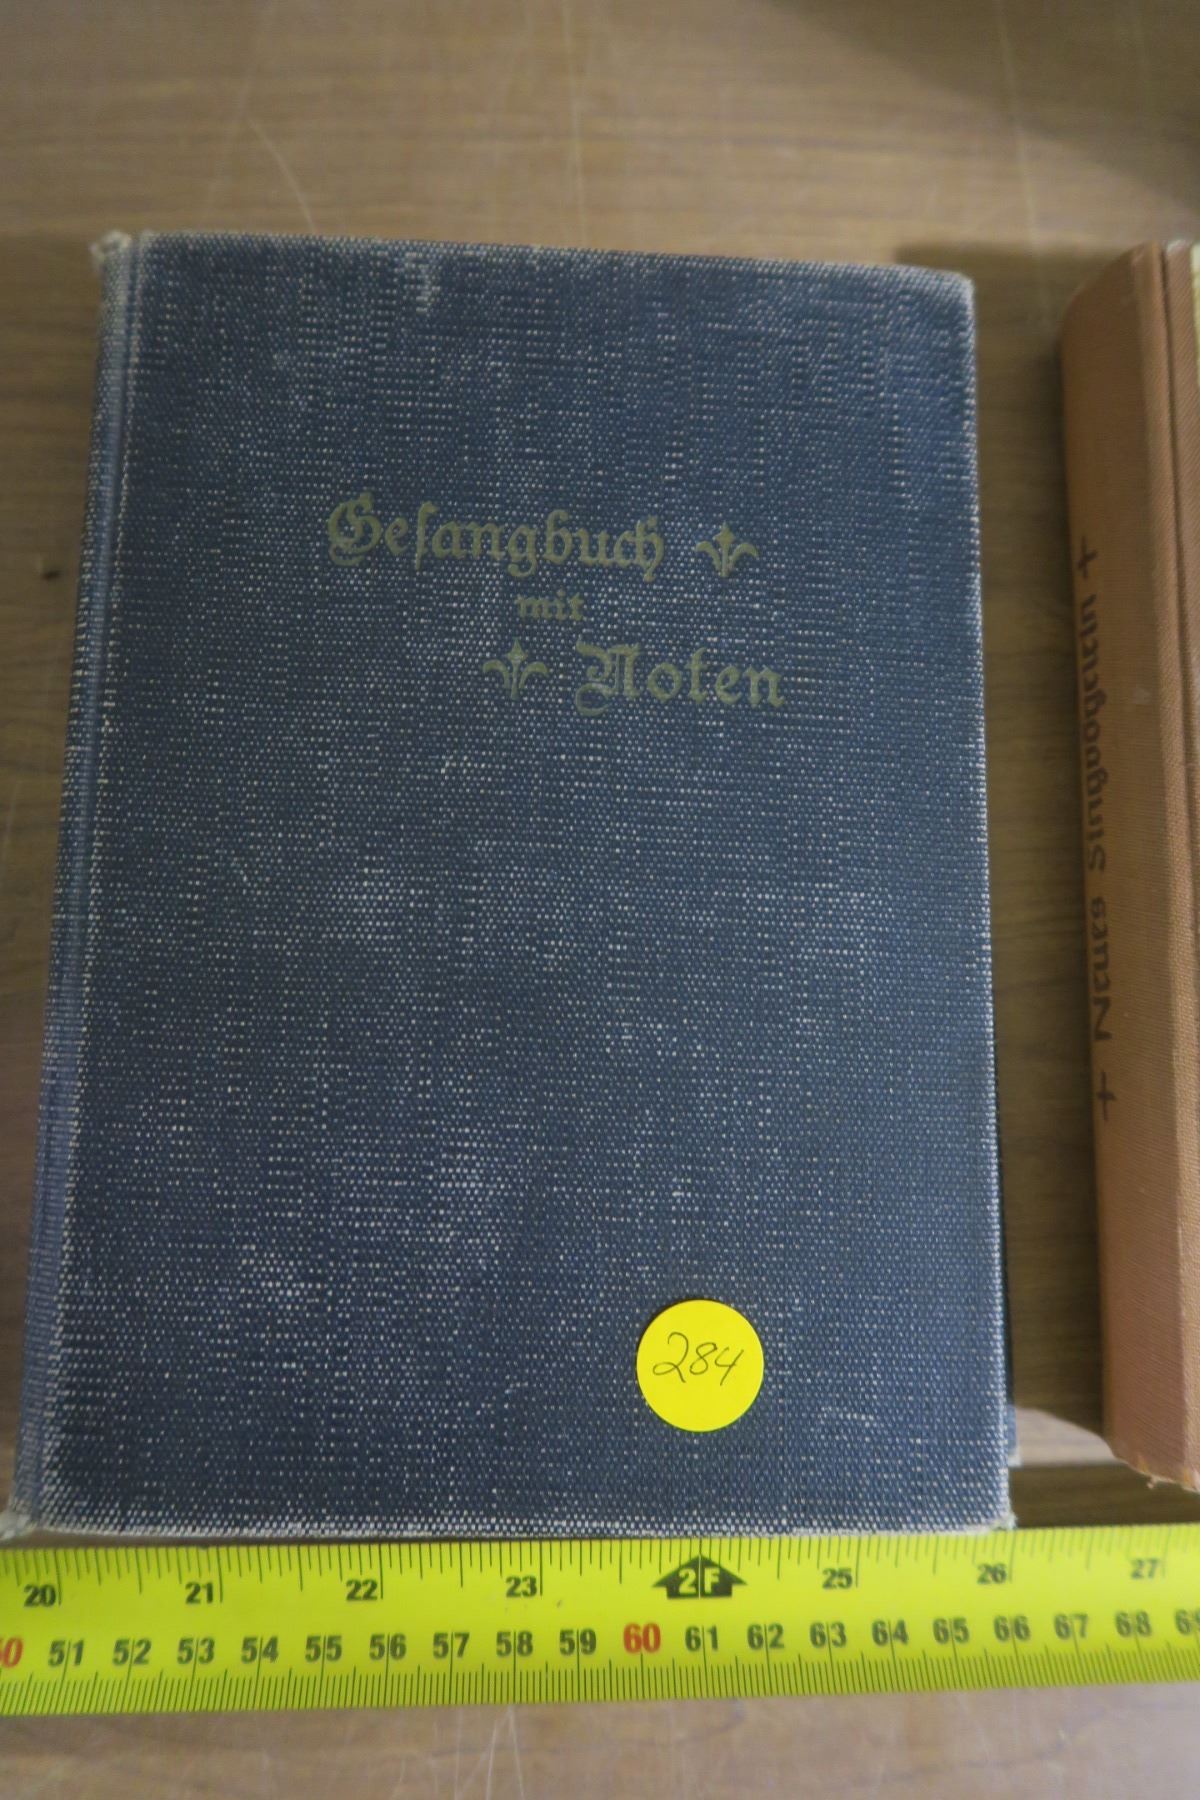 Geſangbuch
mit
Noten
+ Neues Singvögelein +
284
20 21 22 23 2F 25 26 27
50 51 52 53 54 55 56 57 58 59 60 61 62 63 64 65 66 67 68